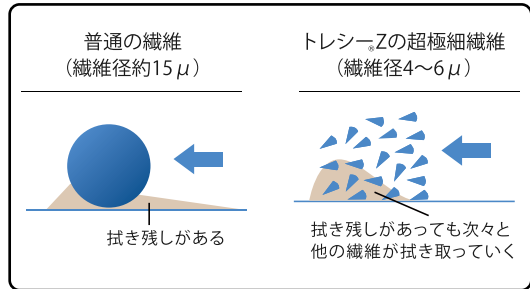 普通の繊維
（繊維径約15μ）
拭き残しがある
トレシー®Zの超極細繊維
（繊維径4〜6μ）
拭き残しがあっても次々と
他の繊維が拭き取っていく